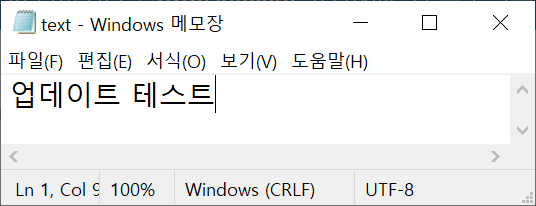 text - Windows 메모장
파일(F) 편집(E) 서식(O) 보기(V) 도움말(H)
업데이트 테스트
Ln 1, Col 9 100% Windows (CRLF) UTF-8